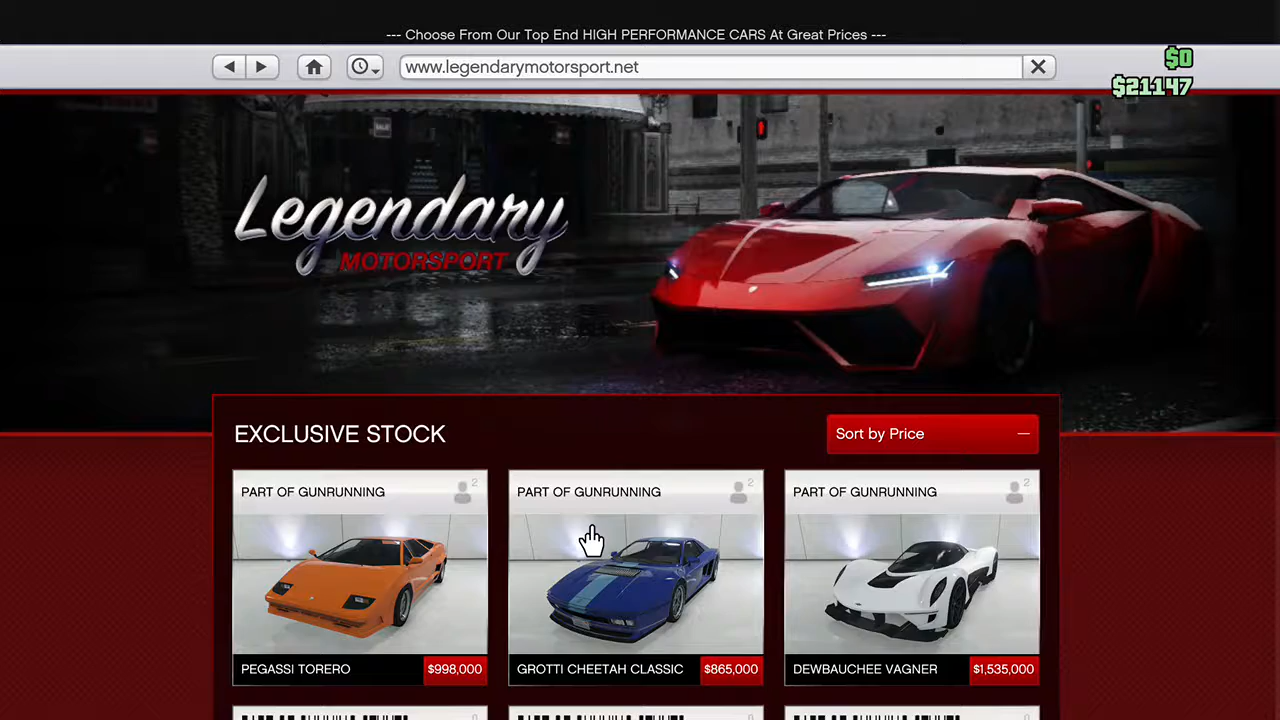 --- Choose From Our Top End HIGH PERFORMANCE CARS At Great Prices ---
www.legendarymotorsport.net
$0
$21147
SALE
Legendary
MOTORSPORT
EXCLUSIVE STOCK
Sort by Price
PART OF GUNRUNNING
2
PART OF GUNRUNNING
2
PART OF GUNRUNNING
2
PEGASSI TORERO
$998,000
GROTTI CHEETAH CLASSIC
$865,000
DEWBAUCHEE VAGNER
$1,535,000